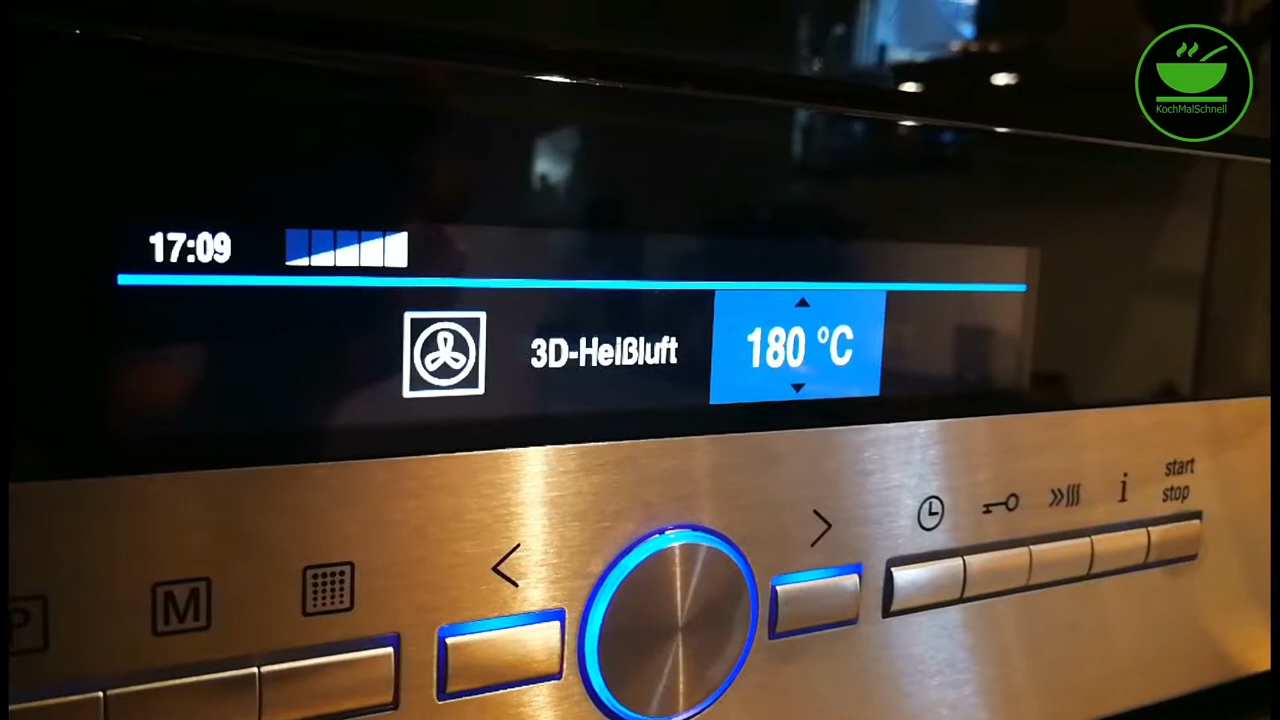 KochMalSchnell
17:09
3D-Heißluft
180 °C
start
stop
i
M
P